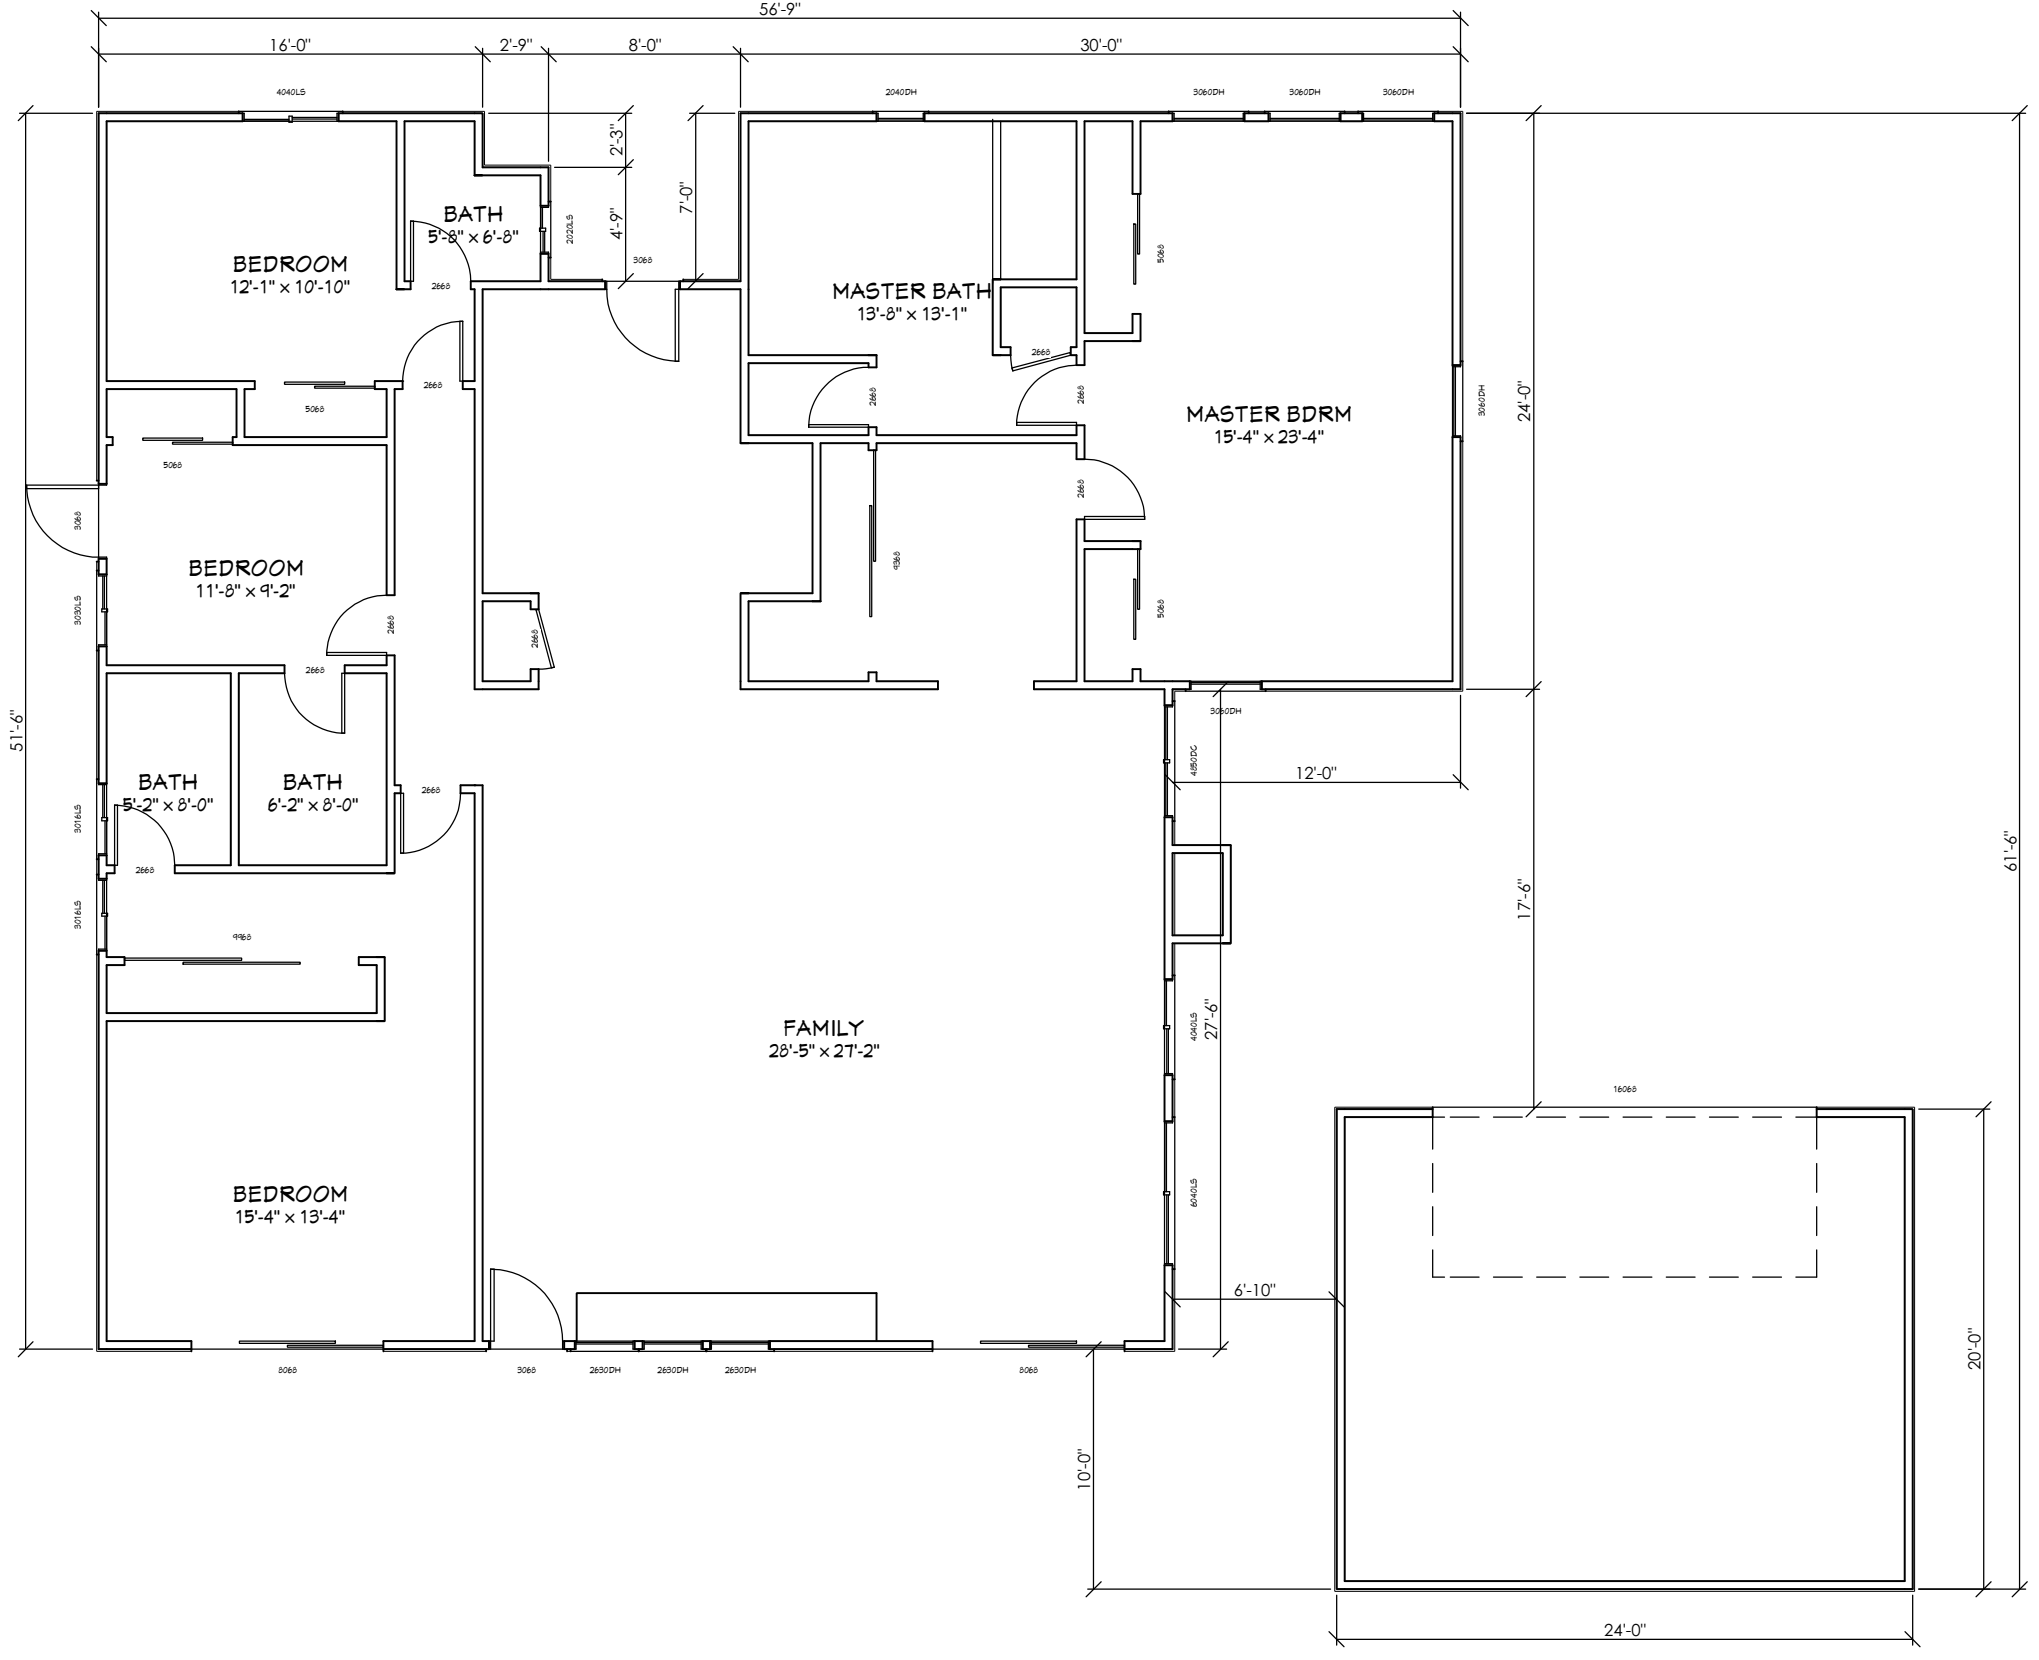 56'-9"
16'-0"
2'-9"
8'-0"
30'-0"
4040LS
2040DH
3060DH
3060DH
3060DH
2'-3"
4'-9"
7'-0"
2020LS
3068
BATH
5'-8" x 6'-8"
BEDROOM
12'-1" x 10'-10"
2668
5068
MASTER BATH
13'-8" x 13'-1"
2668
2668
5068
2668
2668
MASTER BDRM
15'-4" x 23'-4"
3060DH
24'-0"
5068
3068
2668
9368
BEDROOM
11'-8" x 9'-2"
3030LS
2668
2668
5068
2668
51'-6"
3060DH
4850DC
12'-0"
BATH
5'-2" x 8'-0"
BATH
6'-2" x 8'-0"
2668
3016LS
2668
3016LS
9968
17'-6"
61'-6"
FAMILY
28'-5" x 27'-2"
4040LS
27'-6"
16068
BEDROOM
15'-4" x 13'-4"
6040LS
6'-10"
20'-0"
8068
3068
2630DH
2630DH
2630DH
8068
10'-0"
24'-0"